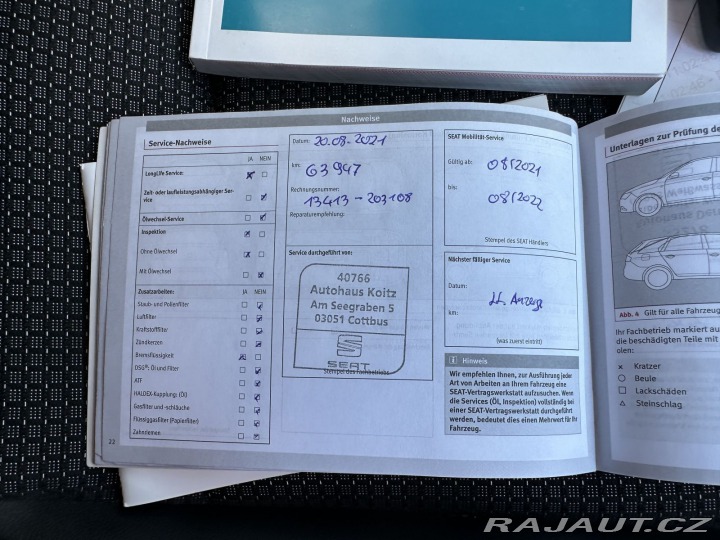 Nachweise
Service-Nachweise
JA NEIN
LongLife Service:
Zeit- oder laufleistungsabhängiger Ser-
vice
Ölwechsel-Service
Inspektion
Ohne Ölwechsel
Mit Ölwechsel
Zusatzarbeiten: JA NEIN
Staub- und Pollenfilter
Luftfilter
Kraftstofffilter
Zündkerzen
Bremsflüssigkeit
DSG®: Öl und Filter
ATF
HALDEX-Kupplung: (Öl)
Gasfilter und -schläuche
Flüssiggasfilter (Papierfilter)
Zahnriemen
22
Datum: 20.08.2021
km: 63947
Rechnungsnummer:
13413-203108
Reparaturempfehlung:
Service durchgeführt von:
40766
Autohaus Koitz
Am Seegraben 5
03051 Cottbus
SEAT
Stempel des Fachbetriebs
SEAT Mobilität-Service
Gültig ab: 08/2021
bis: 08/2022
Stempel des SEAT Händlers
Nächster fälliger Service
Datum:
lt. Anzeige
km:
(was zuerst eintritt)
Hinweis
Wir empfehlen Ihnen, zur Ausführung jeder
Art von Arbeiten an Ihrem Fahrzeug eine
SEAT-Vertragswerkstatt aufzusuchen. Wenn
die Services (Öl, Inspektion) vollständig bei
einer SEAT-Vertragswerkstatt durchgeführt
werden, bedeutet dies einen Mehrwert für Ihr
Fahrzeug.
Unterlagen zur Prüfung de
Abb. 4 Gilt für alle Fahrzeug
Ihr Fachbetrieb markiert auf
die beschädigten Teile mit
olen:
Kratzer
Beule
Lackschäden
Steinschlag
RAJAUT.CZ